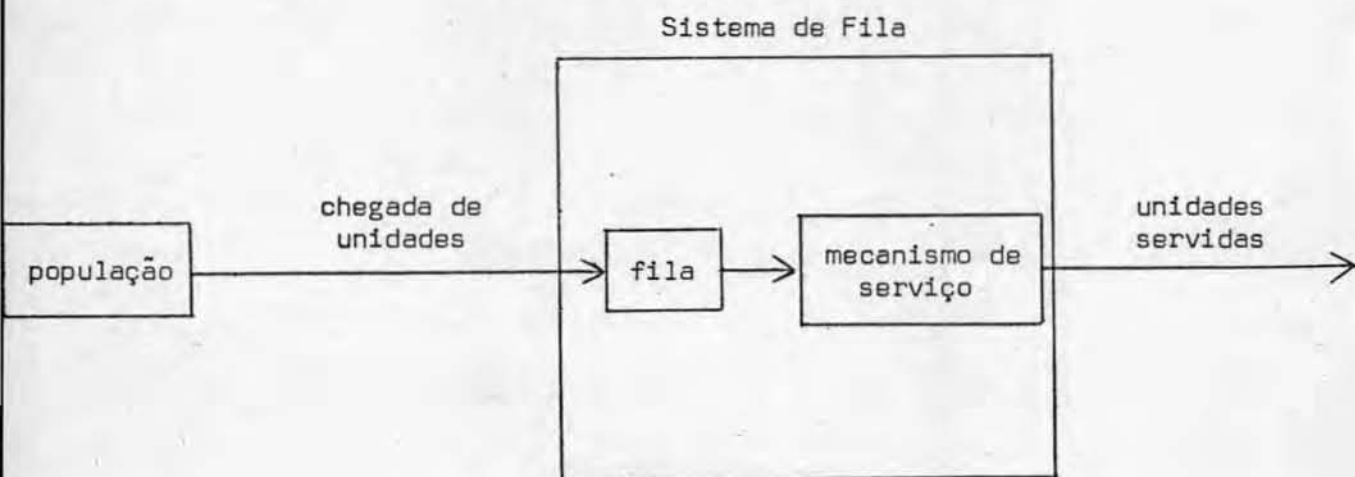 Sistema de Fila
chegada de
unidades
unidades
servidas
população
fila
mecanismo de
serviço